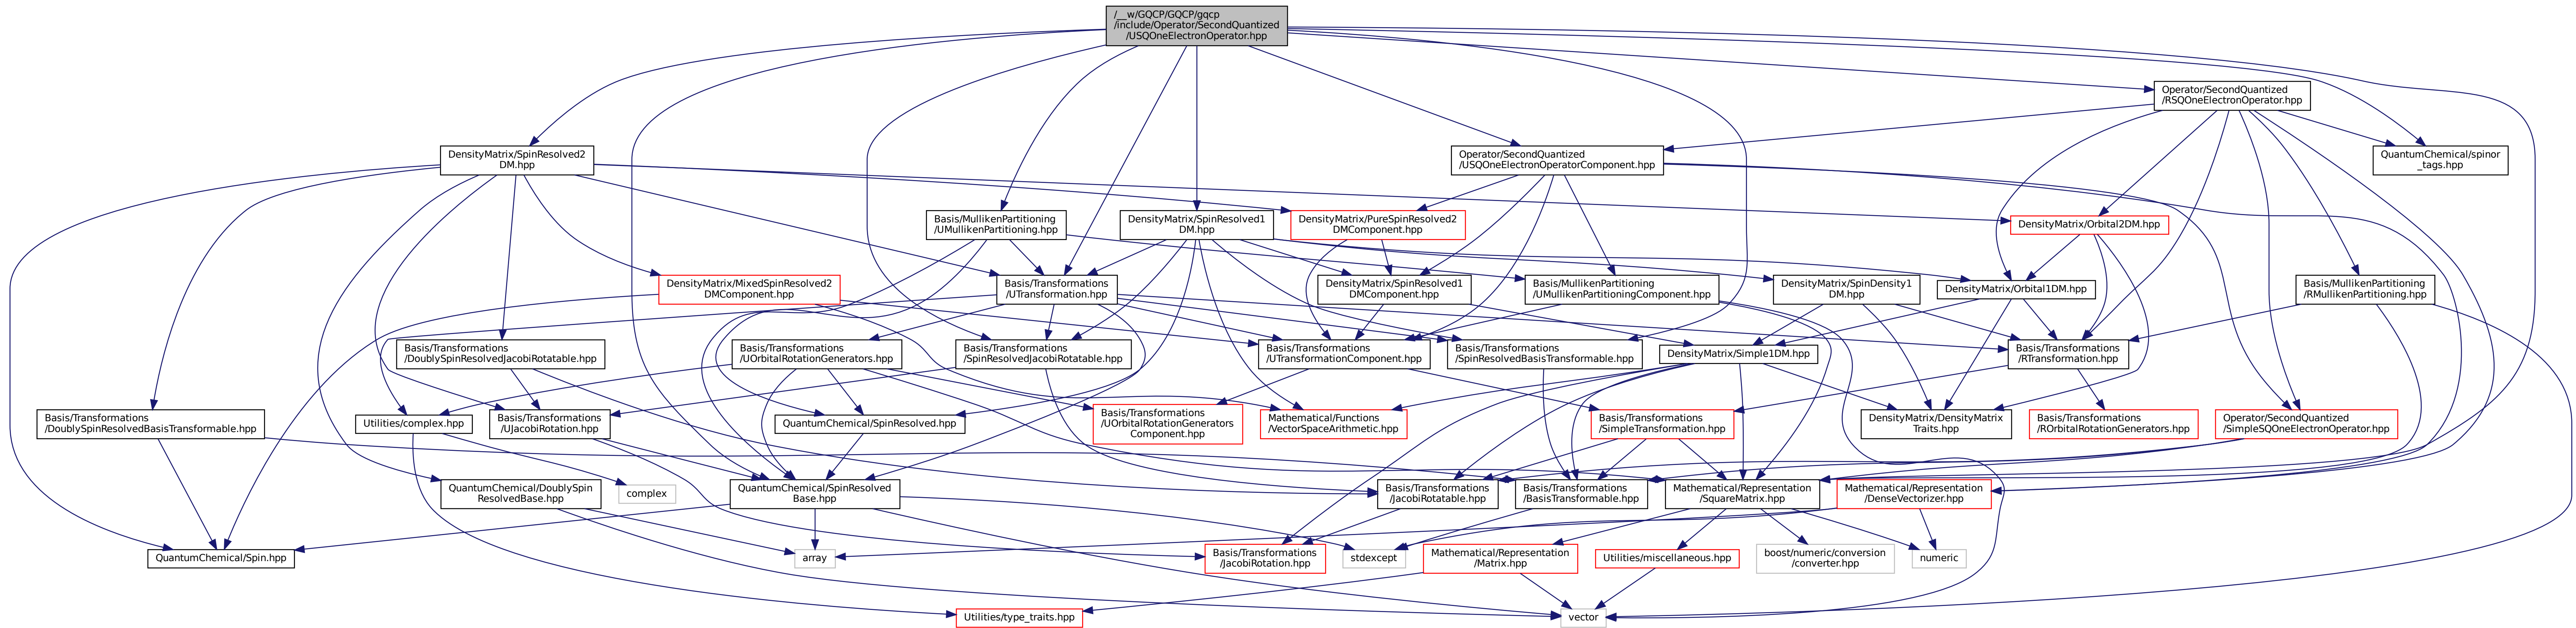 /__w/GQCP/GQCP/gqcp
/include/Operator/SecondQuantized
/USQOneElectronOperator.hpp
Operator/SecondQuantized
/RSQOneElectronOperator.hpp
DensityMatrix/SpinResolved2
DM.hpp
Operator/SecondQuantized
/USQOneElectronOperatorComponent.hpp
QuantumChemical/spinor
_tags.hpp
Basis/MullikenPartitioning
/UMullikenPartitioning.hpp
DensityMatrix/SpinResolved1
DM.hpp
DensityMatrix/PureSpinResolved2
DMComponent.hpp
DensityMatrix/Orbital2DM.hpp
DensityMatrix/MixedSpinResolved2
DMComponent.hpp
Basis/Transformations
/UTransformation.hpp
DensityMatrix/SpinResolved1
DMComponent.hpp
Basis/MullikenPartitioning
/UMullikenPartitioningComponent.hpp
DensityMatrix/SpinDensity1
DM.hpp
DensityMatrix/Orbital1DM.hpp
Basis/MullikenPartitioning
/RMullikenPartitioning.hpp
Basis/Transformations
/DoublySpinResolvedJacobiRotatable.hpp
Basis/Transformations
/UOrbitalRotationGenerators.hpp
Basis/Transformations
/SpinResolvedJacobiRotatable.hpp
Basis/Transformations
/UTransformationComponent.hpp
Basis/Transformations
/SpinResolvedBasisTransformable.hpp
DensityMatrix/Simple1DM.hpp
Basis/Transformations
/RTransformation.hpp
Basis/Transformations
/DoublySpinResolvedBasisTransformable.hpp
Utilities/complex.hpp
Basis/Transformations
/UJacobiRotation.hpp
QuantumChemical/SpinResolved.hpp
Basis/Transformations
/UOrbitalRotationGenerators
Component.hpp
Mathematical/Functions
/VectorSpaceArithmetic.hpp
Basis/Transformations
/SimpleTransformation.hpp
DensityMatrix/DensityMatrix
Traits.hpp
Basis/Transformations
/ROrbitalRotationGenerators.hpp
Operator/SecondQuantized
/SimpleSQOneElectronOperator.hpp
QuantumChemical/DoublySpin
ResolvedBase.hpp
complex
QuantumChemical/SpinResolved
Base.hpp
Basis/Transformations
/JacobiRotatable.hpp
Basis/Transformations
/BasisTransformable.hpp
Mathematical/Representation
/SquareMatrix.hpp
Mathematical/Representation
/DenseVectorizer.hpp
QuantumChemical/Spin.hpp
array
Basis/Transformations
/JacobiRotation.hpp
stdexcept
Mathematical/Representation
/Matrix.hpp
Utilities/miscellaneous.hpp
boost/numeric/conversion
/converter.hpp
numeric
Utilities/type_traits.hpp
vector